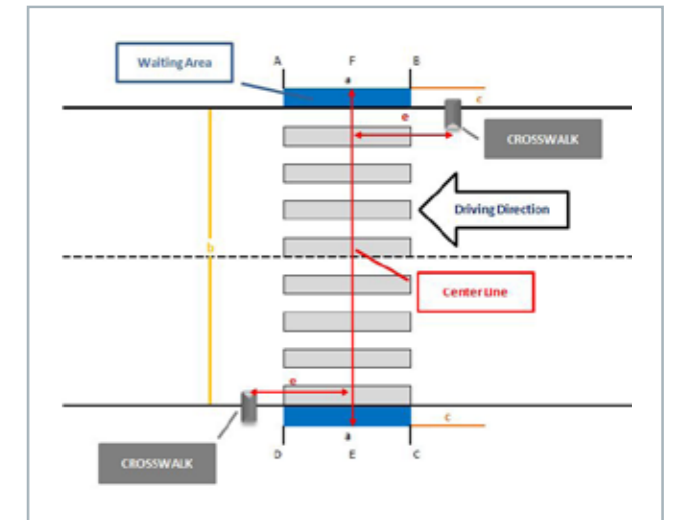 A F B
Waiting Area
a
c
e
CROSSWALK
Driving Direction
b
Center Line
e
c
a
CROSSWALK
D E C